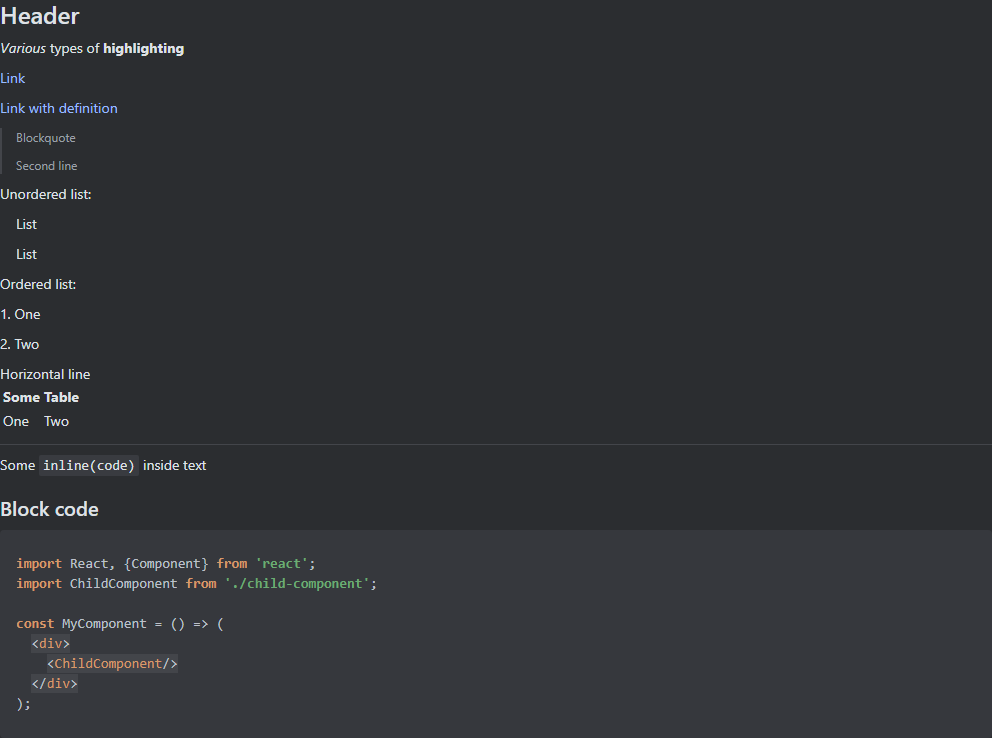 Header
Various types of highlighting
Link
Link with definition
Blockquote
Second line
Unordered list:
List
List
Ordered list:
1. One
2. Two
Horizontal line
Some Table
One Two
Some inline(code) inside text
Block code
import React, {Component} from 'react';
import ChildComponent from './child-component';
const MyComponent = () => (
<div>
<ChildComponent/>
</div>
);